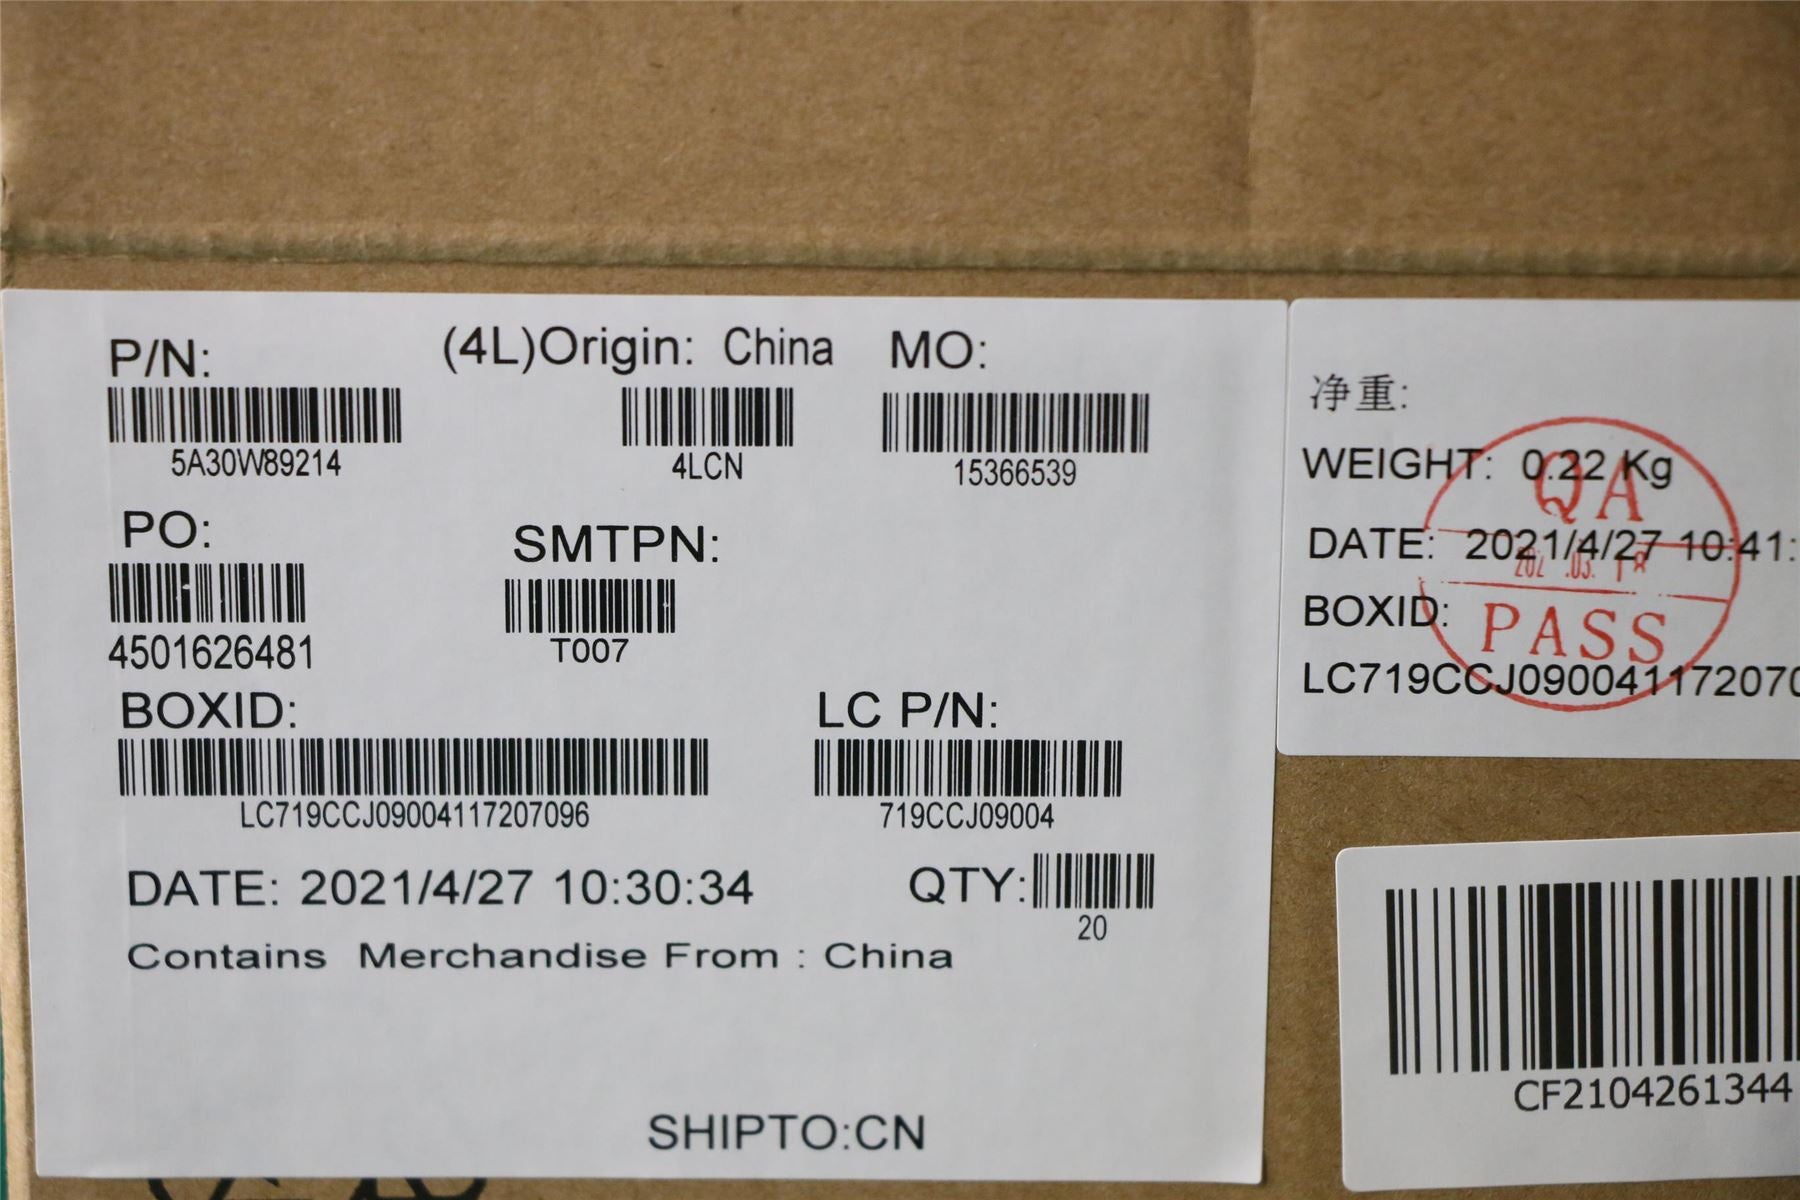 P/N:
(4L)Origin: China
MO:
5A30W89214
4LCN
15366539
PO:
SMTPN:
4501626481
T007
BOXID:
LC P/N:
LC719CCJ09004117207096
719CCJ09004
DATE: 2021/4/27 10:30:34
QTY:
20
Contains Merchandise From : China
SHIPTO:CN
净重:
WEIGHT: 0.22 Kg
DATE: 2021/4/27 10:41:
BOXID:
LC719CCJ090041172070
QA
PASS
CF2104261344